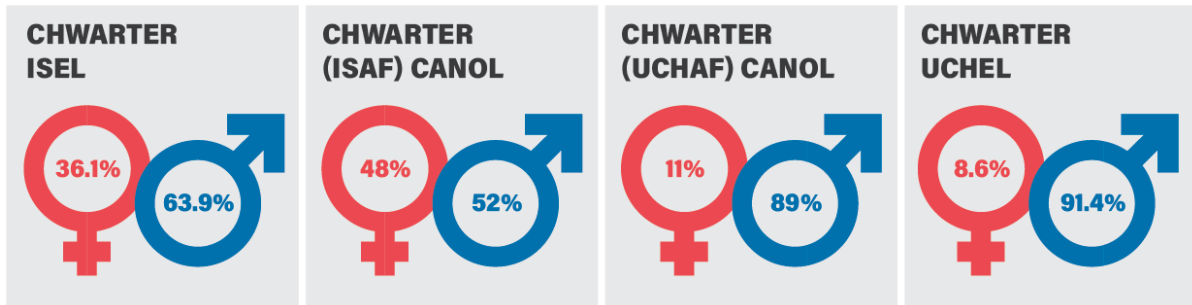 CHWARTER
ISEL
36.1%
63.9%
CHWARTER
(ISAF) CANOL
48%
52%
CHWARTER
(UCHAF) CANOL
11%
89%
CHWARTER
UCHEL
8.6%
91.4%